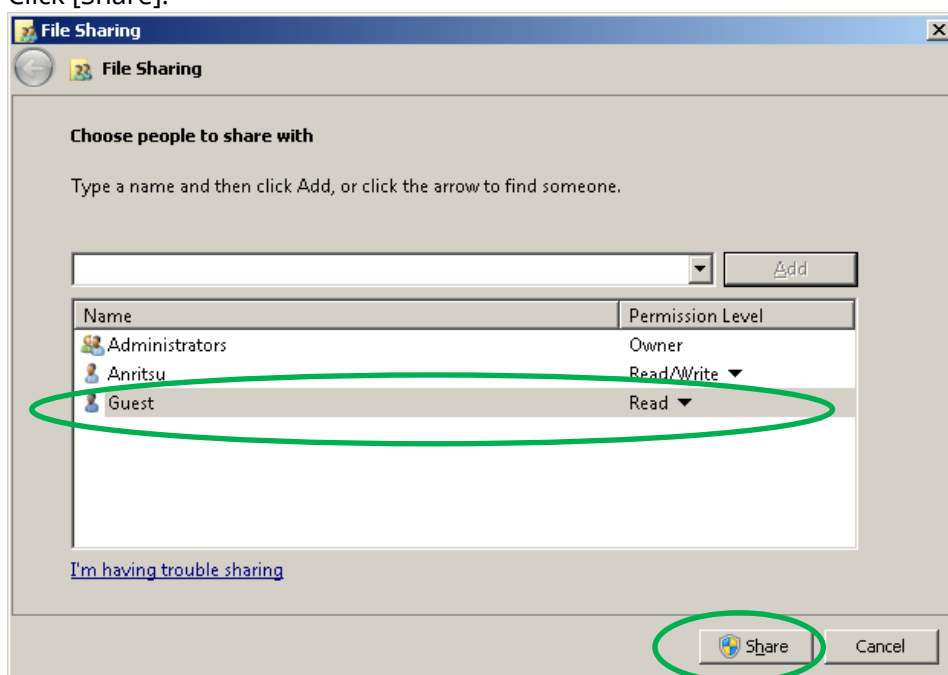 Click [Share].
File Sharing
File Sharing
Choose people to share with
Type a name and then click Add, or click the arrow to find someone.
Add
Name Permission Level
Administrators Owner
Anritsu Read/Write
Guest Read
I'm having trouble sharing
Share Cancel